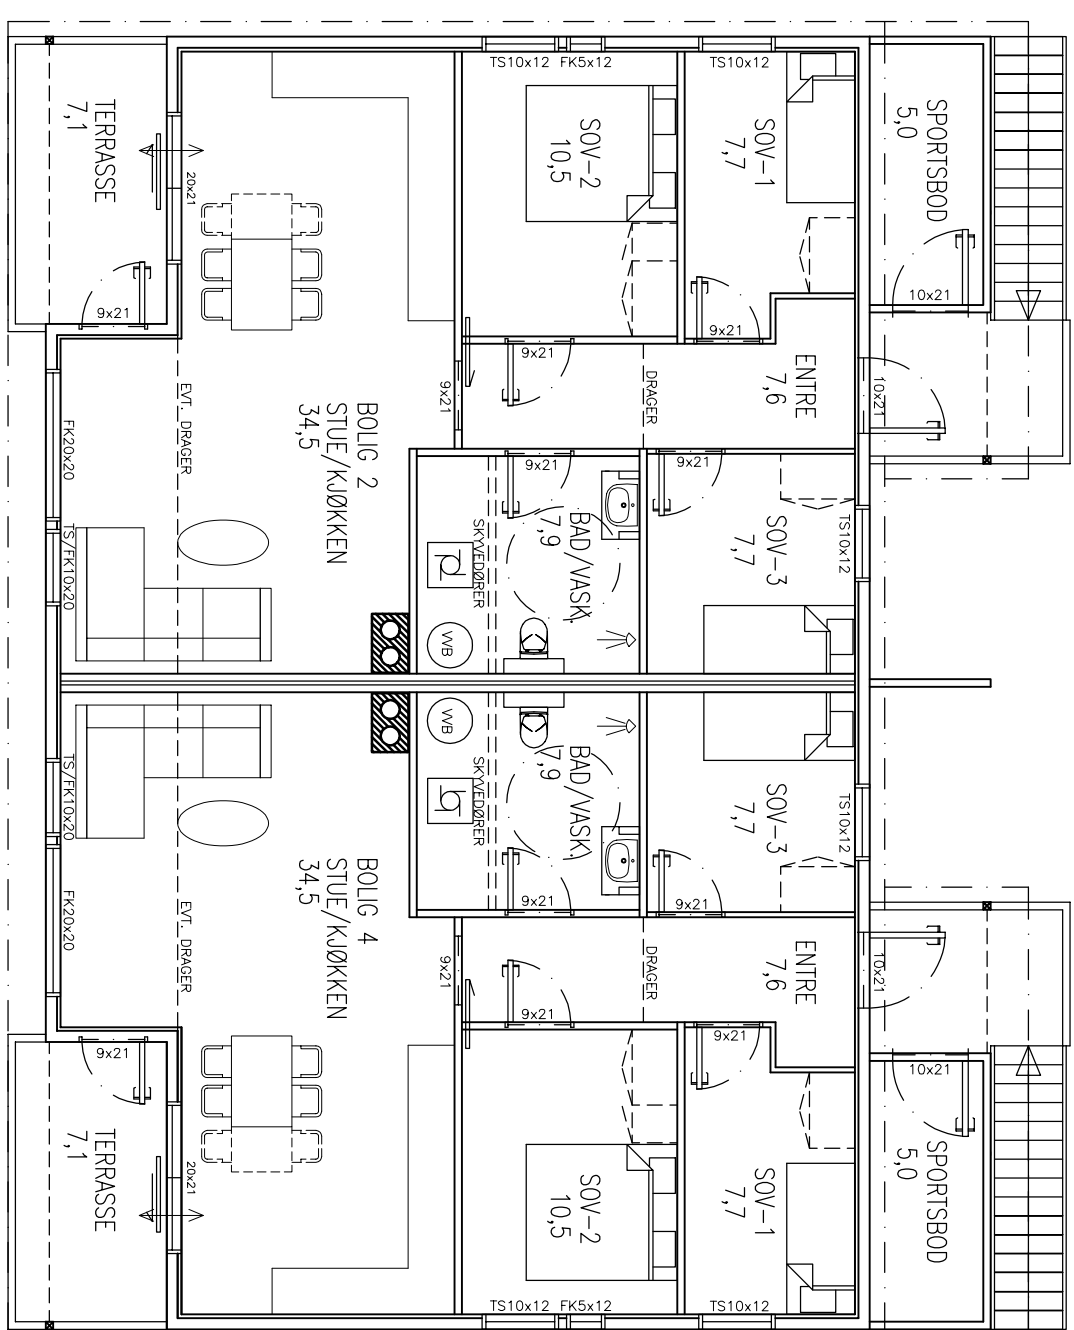 TERRASSE
7,1
20x21
9x21
TS10x12 FK5x12
SOV-2
10,5
TS10x12
SOV-1
7,7
SPORTSBOD
5,0
10x21
9x21
9x21
9x21
DRAGER
ENTRE
7,6
10x21
EVT. DRAGER
BOLIG 2
STUE/KJØKKEN
34,5
FK20x20
TS/FK10x20
9x21
BAD/VASK.
7,9
SKYVEDØRER
VVB
9x21
SOV-3
7,7
TS10x12
VVB
SKYVEDØRER
BAD/VASK.
7,9
9x21
SOV-3
7,7
TS10x12
9x21
TS/FK10x20
FK20x20
BOLIG 4
STUE/KJØKKEN
34,5
EVT. DRAGER
9x21
DRAGER
ENTRE
7,6
10x21
9x21
9x21
9x21
10x21
TERRASSE
7,1
20x21
SOV-2
10,5
TS10x12 FK5x12
SOV-1
7,7
TS10x12
SPORTSBOD
5,0